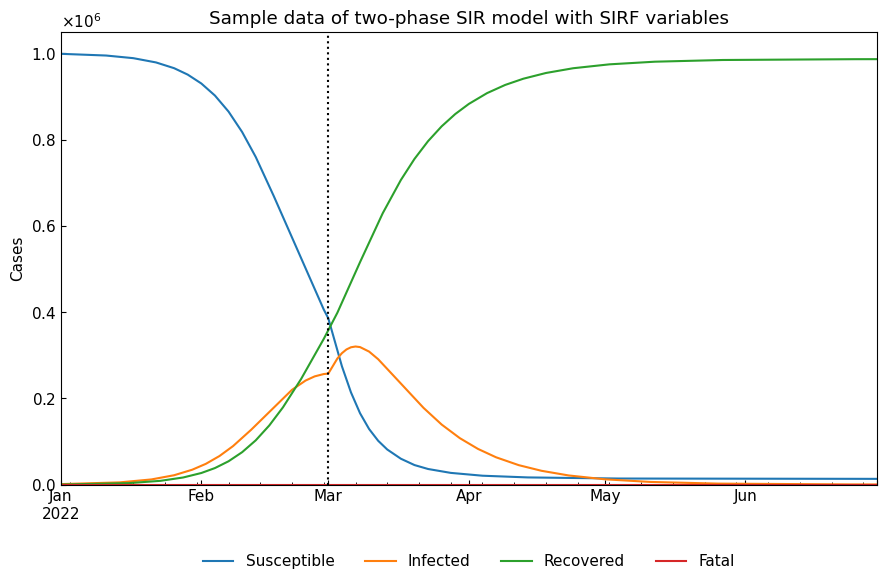 Sample data of two-phase SIR model with SIRF variables
×10⁶
1.0
0.8
0.6
0.4
0.2
0.0
Cases
Jan Feb Mar Apr May Jun
2022
Susceptible Infected Recovered Fatal